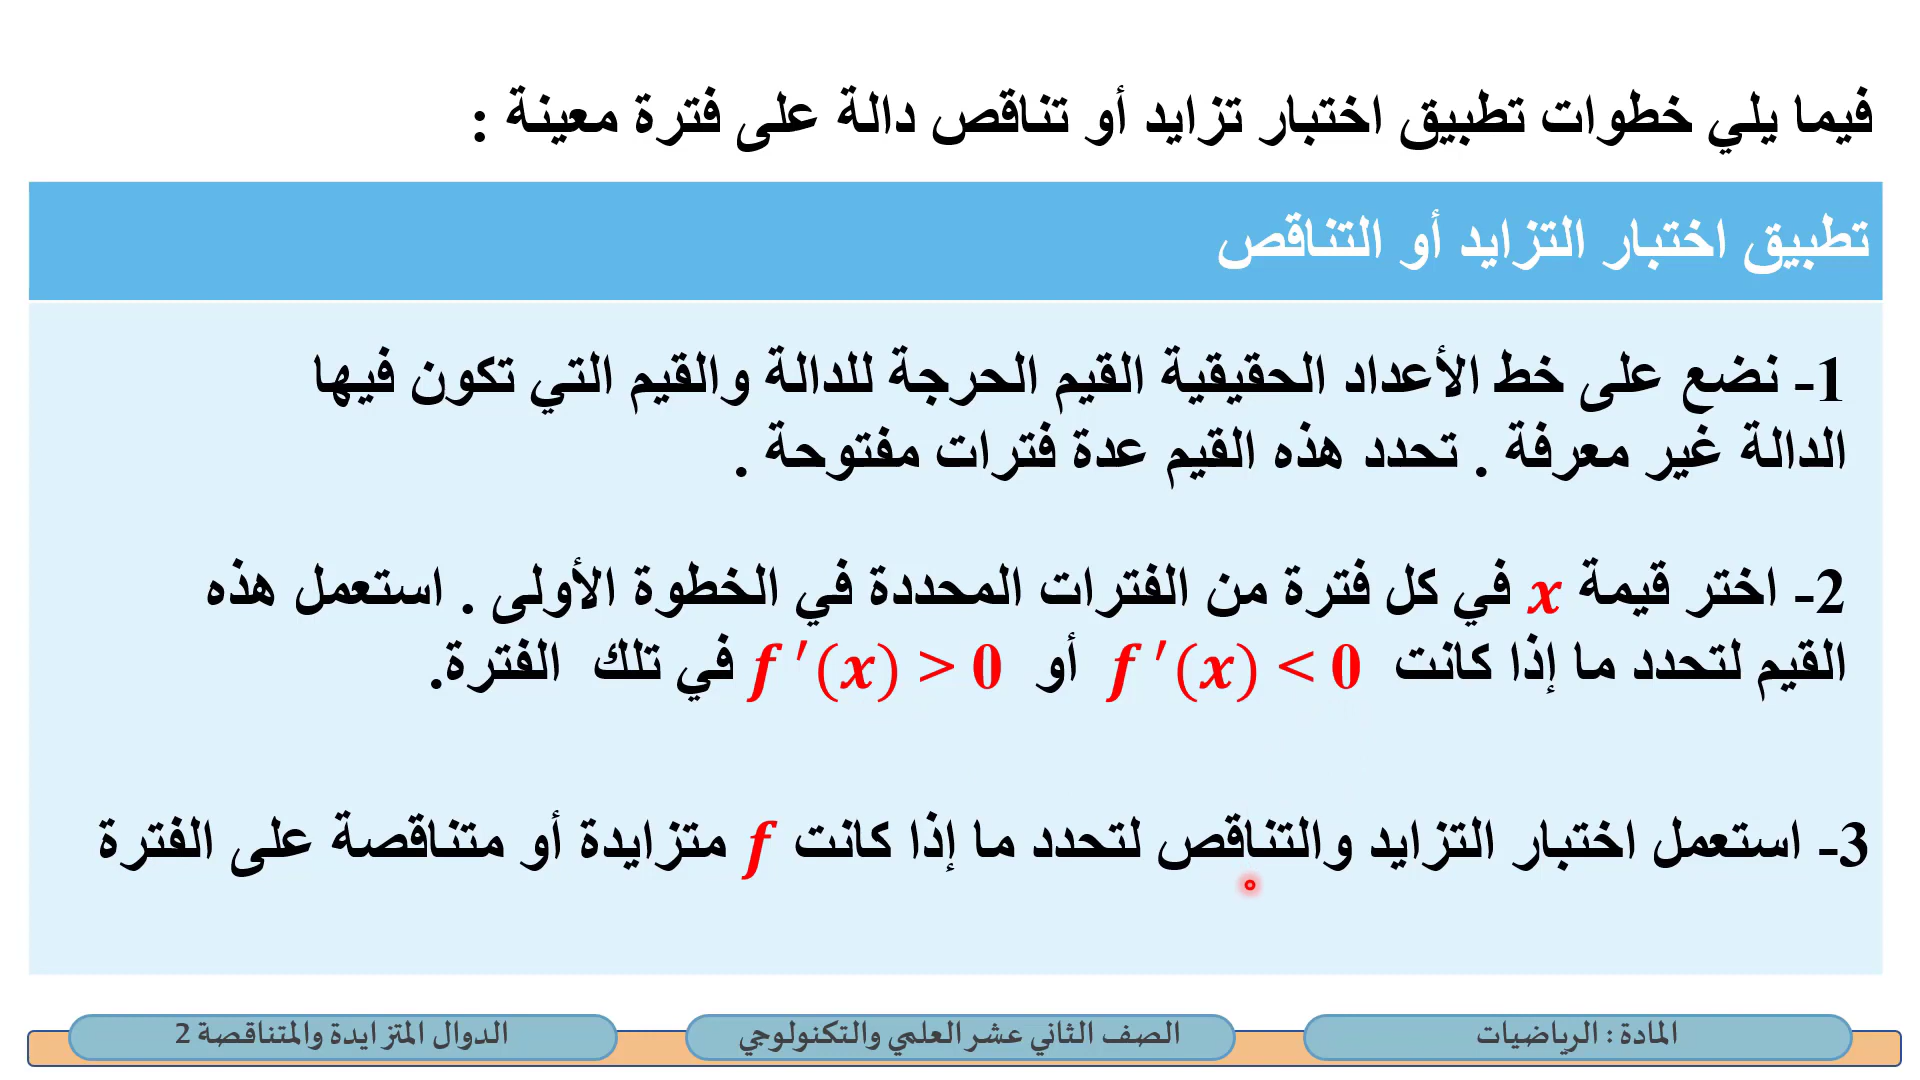 فيما يلي خطوات تطبيق اختبار تزايد أو تناقص دالة على فترة معينة :
تطبيق اختبار التزايد أو التناقص
1- نضع على خط الأعداد الحقيقية القيم الحرجة للدالة والقيم التي تكون فيها
الدالة غير معرفة . تحدد هذه القيم عدة فترات مفتوحة .
2- اختر قيمة x في كل فترة من الفترات المحددة في الخطوة الأولى . استعمل هذه
القيم لتحدد ما إذا كانت f ′(x) < 0 أو f ′(x) > 0 في تلك الفترة.
3- استعمل اختبار التزايد والتناقص لتحدد ما إذا كانت f متزايدة أو متناقصة على الفترة
المادة : الرياضيات
الصف الثاني عشر العلمي والتكنولوجي
الدوال المتزايدة والمتناقصة 2